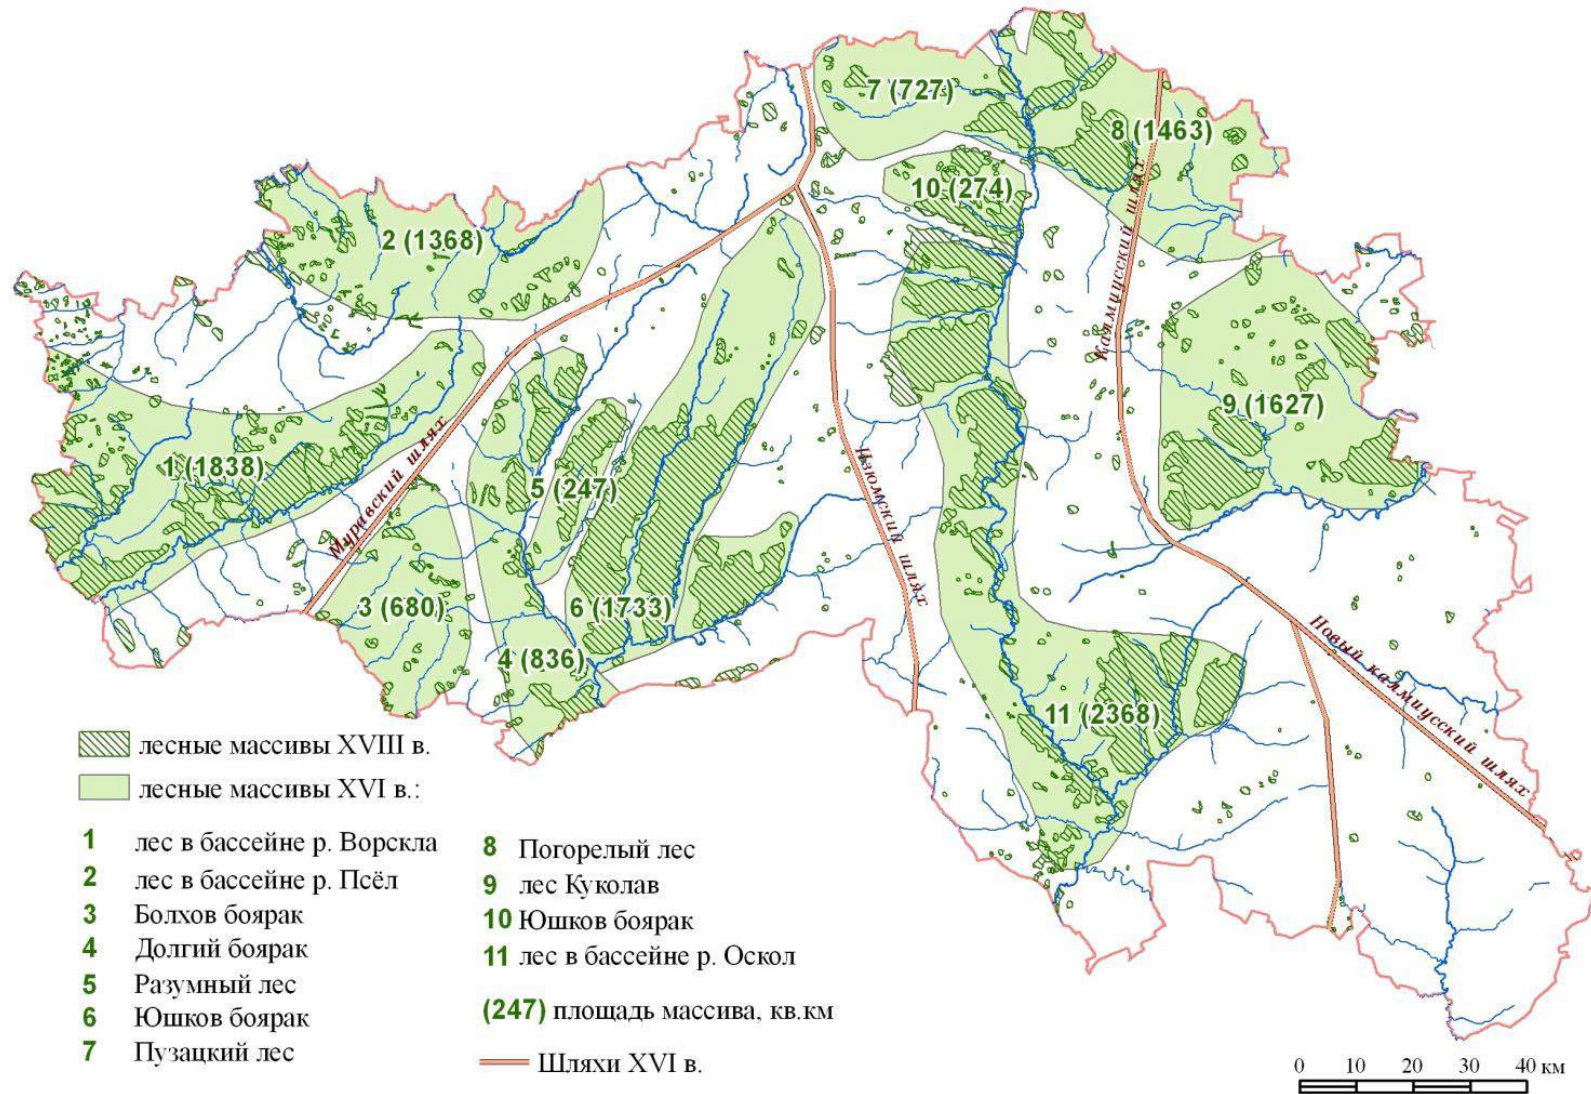 7 (727)
8 (1463)
10 (274)
2 (1368)
Калмиусский шлях
9 (1627)
1 (1838)
Муравский шлях
5 (247)
Изюмский шлях
3 (680)
6 (1733)
4 (836)
11 (2368)
Новый калмиусский шлях
лесные массивы XVIII в.
лесные массивы XVI в.:
1 лес в бассейне р. Ворскла
2 лес в бассейне р. Псёл
3 Болхов боярак
4 Долгий боярак
5 Разумный лес
6 Юшков боярак
7 Пузацкий лес
8 Погорелый лес
9 лес Куколав
10 Юшков боярак
11 лес в бассейне р. Оскол
(247) площадь массива, кв.км
Шляхи XVI в.
0 10 20 30 40 км